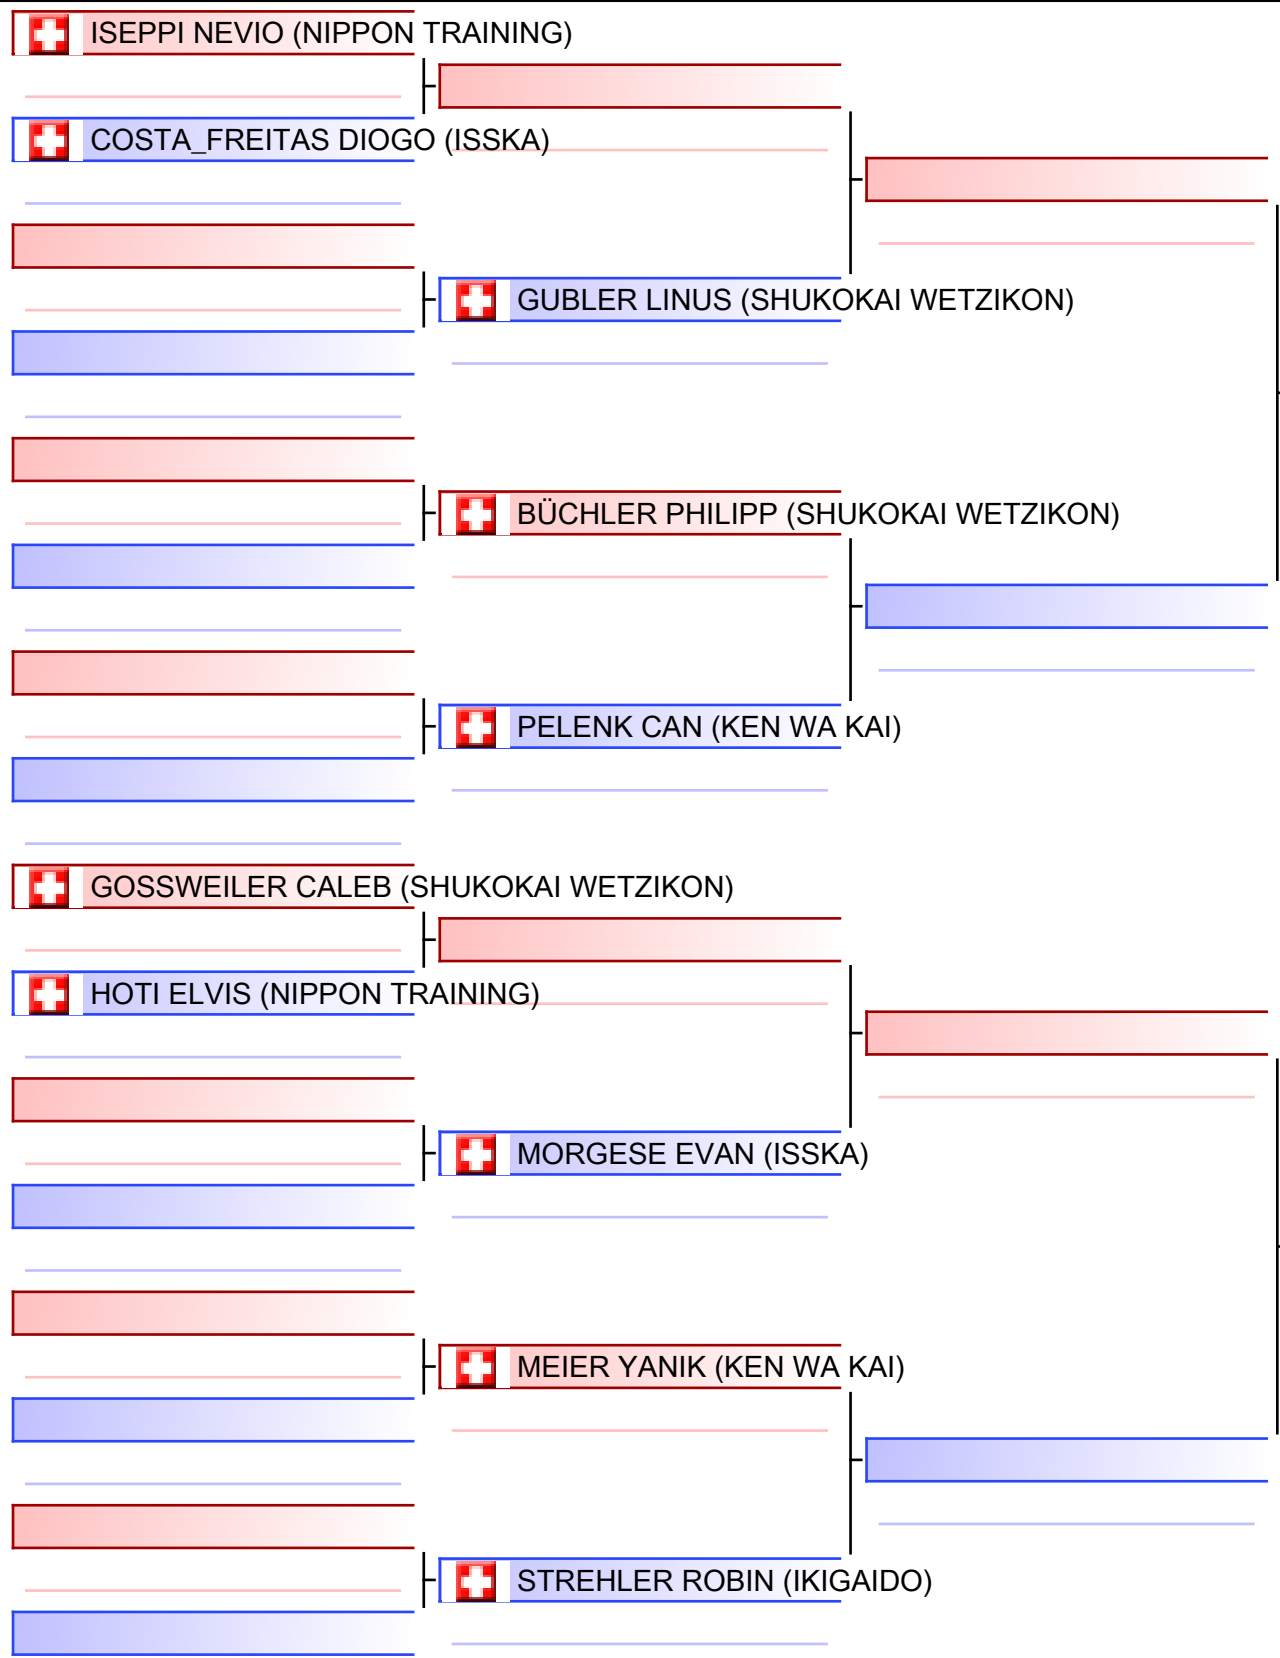 ISEPPI NEVIO (NIPPON TRAINING)
COSTA_FREITAS DIOGO (ISSKA)
GUBLER LINUS (SHUKOKAI WETZIKON)
BÜCHLER PHILIPP (SHUKOKAI WETZIKON)
PELENK CAN (KEN WA KAI)
GOSSWEILER CALEB (SHUKOKAI WETZIKON)
HOTI ELVIS (NIPPON TRAINING)
MORGESE EVAN (ISSKA)
MEIER YANIK (KEN WA KAI)
STREHLER ROBIN (IKIGAIDO)